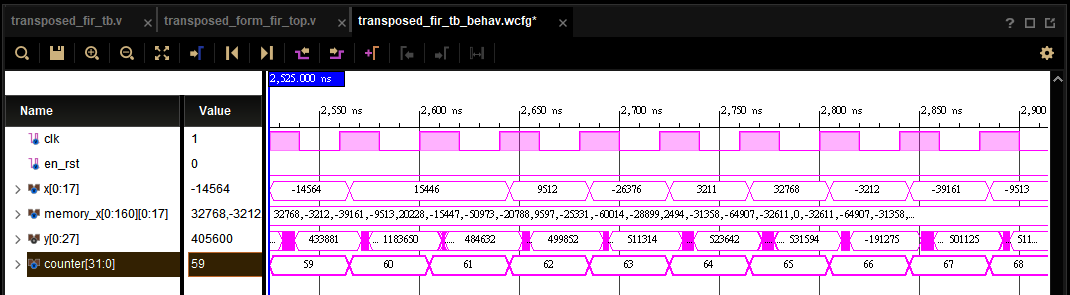 transposed_fir_tb.v × transposed_form_fir_top.v × transposed_fir_tb_behav.wcfg* × ?
2,525.000 ns
Name Value 2,550 ns 2,600 ns 2,650 ns 2,700 ns 2,750 ns 2,800 ns 2,850 ns 2,900
clk 1
en_rst 0
x[0:17] -14564 -14564 15446 9512 -26376 3211 32768 -3212 -39161 -9513
memory_x[0:160][0:17] 32768,-3212 32768,-3212,-39161,-9513,20228,-15447,-50973,-20788,9597,-25331,-60014,-28899,2494,-31358,-64907,-32611,0,-32611,-64907,-31358,...
y[0:27] 405600 ... 433881 ... 1183650 ... 484632 ... 499852 ... 511314 523642 ... 531594 -191275 501125 511...
counter[31:0] 59 59 60 61 62 63 64 65 66 67 68